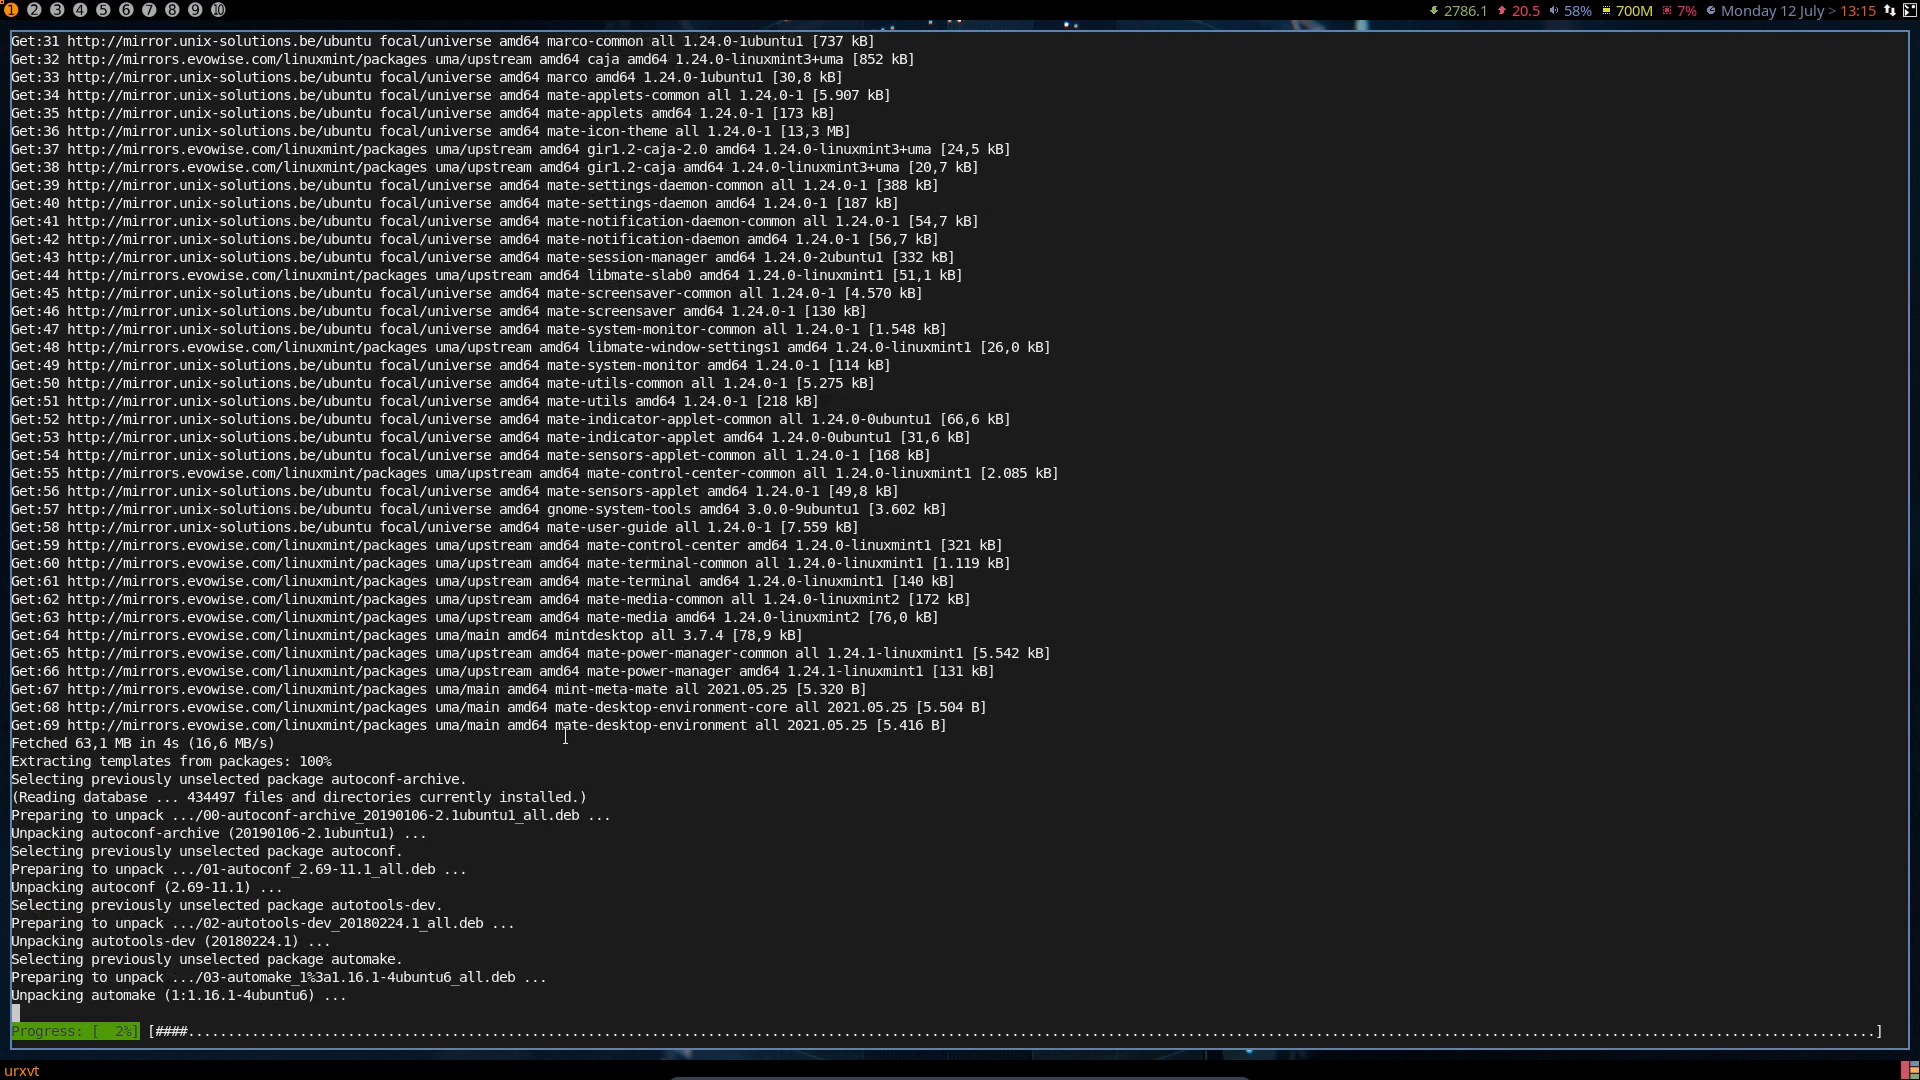 1 2 3 4 5 6 7 8 9 10 2786.1 20.5 58% 700M 7% Monday 12 July > 13:15
Get:31 http://mirror.unix-solutions.be/ubuntu focal/universe amd64 marco-common all 1.24.0-1ubuntu1 [737 kB]
Get:32 http://mirrors.evowise.com/linuxmint/packages uma/upstream amd64 caja amd64 1.24.0-linuxmint3+uma [852 kB]
Get:33 http://mirror.unix-solutions.be/ubuntu focal/universe amd64 marco amd64 1.24.0-1ubuntu1 [30,8 kB]
Get:34 http://mirror.unix-solutions.be/ubuntu focal/universe amd64 mate-applets-common all 1.24.0-1 [5.907 kB]
Get:35 http://mirror.unix-solutions.be/ubuntu focal/universe amd64 mate-applets amd64 1.24.0-1 [173 kB]
Get:36 http://mirror.unix-solutions.be/ubuntu focal/universe amd64 mate-icon-theme all 1.24.0-1 [13,3 MB]
Get:37 http://mirrors.evowise.com/linuxmint/packages uma/upstream amd64 gir1.2-caja-2.0 amd64 1.24.0-linuxmint3+uma [24,5 kB]
Get:38 http://mirrors.evowise.com/linuxmint/packages uma/upstream amd64 gir1.2-caja amd64 1.24.0-linuxmint3+uma [20,7 kB]
Get:39 http://mirror.unix-solutions.be/ubuntu focal/universe amd64 mate-settings-daemon-common all 1.24.0-1 [388 kB]
Get:40 http://mirror.unix-solutions.be/ubuntu focal/universe amd64 mate-settings-daemon amd64 1.24.0-1 [187 kB]
Get:41 http://mirror.unix-solutions.be/ubuntu focal/universe amd64 mate-notification-daemon-common all 1.24.0-1 [54,7 kB]
Get:42 http://mirror.unix-solutions.be/ubuntu focal/universe amd64 mate-notification-daemon amd64 1.24.0-1 [56,7 kB]
Get:43 http://mirror.unix-solutions.be/ubuntu focal/universe amd64 mate-session-manager amd64 1.24.0-2ubuntu1 [332 kB]
Get:44 http://mirrors.evowise.com/linuxmint/packages uma/upstream amd64 libmate-slab0 amd64 1.24.0-linuxmint1 [51,1 kB]
Get:45 http://mirror.unix-solutions.be/ubuntu focal/universe amd64 mate-screensaver-common all 1.24.0-1 [4.570 kB]
Get:46 http://mirror.unix-solutions.be/ubuntu focal/universe amd64 mate-screensaver amd64 1.24.0-1 [130 kB]
Get:47 http://mirror.unix-solutions.be/ubuntu focal/universe amd64 mate-system-monitor-common all 1.24.0-1 [1.548 kB]
Get:48 http://mirrors.evowise.com/linuxmint/packages uma/upstream amd64 libmate-window-settings1 amd64 1.24.0-linuxmint1 [26,0 kB]
Get:49 http://mirror.unix-solutions.be/ubuntu focal/universe amd64 mate-system-monitor amd64 1.24.0-1 [114 kB]
Get:50 http://mirror.unix-solutions.be/ubuntu focal/universe amd64 mate-utils-common all 1.24.0-1 [5.275 kB]
Get:51 http://mirror.unix-solutions.be/ubuntu focal/universe amd64 mate-utils amd64 1.24.0-1 [218 kB]
Get:52 http://mirror.unix-solutions.be/ubuntu focal/universe amd64 mate-indicator-applet-common all 1.24.0-0ubuntu1 [66,6 kB]
Get:53 http://mirror.unix-solutions.be/ubuntu focal/universe amd64 mate-indicator-applet amd64 1.24.0-0ubuntu1 [31,6 kB]
Get:54 http://mirror.unix-solutions.be/ubuntu focal/universe amd64 mate-sensors-applet-common all 1.24.0-1 [168 kB]
Get:55 http://mirrors.evowise.com/linuxmint/packages uma/upstream amd64 mate-control-center-common all 1.24.0-linuxmint1 [2.085 kB]
Get:56 http://mirror.unix-solutions.be/ubuntu focal/universe amd64 mate-sensors-applet amd64 1.24.0-1 [49,8 kB]
Get:57 http://mirror.unix-solutions.be/ubuntu focal/universe amd64 gnome-system-tools amd64 3.0.0-9ubuntu1 [3.602 kB]
Get:58 http://mirror.unix-solutions.be/ubuntu focal/universe amd64 mate-user-guide all 1.24.0-1 [7.559 kB]
Get:59 http://mirrors.evowise.com/linuxmint/packages uma/upstream amd64 mate-control-center amd64 1.24.0-linuxmint1 [321 kB]
Get:60 http://mirrors.evowise.com/linuxmint/packages uma/upstream amd64 mate-terminal-common all 1.24.0-linuxmint1 [1.119 kB]
Get:61 http://mirrors.evowise.com/linuxmint/packages uma/upstream amd64 mate-terminal amd64 1.24.0-linuxmint1 [140 kB]
Get:62 http://mirrors.evowise.com/linuxmint/packages uma/upstream amd64 mate-media-common all 1.24.0-linuxmint2 [172 kB]
Get:63 http://mirrors.evowise.com/linuxmint/packages uma/upstream amd64 mate-media amd64 1.24.0-linuxmint2 [76,0 kB]
Get:64 http://mirrors.evowise.com/linuxmint/packages uma/main amd64 mintdesktop all 3.7.4 [78,9 kB]
Get:65 http://mirrors.evowise.com/linuxmint/packages uma/upstream amd64 mate-power-manager-common all 1.24.1-linuxmint1 [5.542 kB]
Get:66 http://mirrors.evowise.com/linuxmint/packages uma/upstream amd64 mate-power-manager amd64 1.24.1-linuxmint1 [131 kB]
Get:67 http://mirrors.evowise.com/linuxmint/packages uma/main amd64 mint-meta-mate all 2021.05.25 [5.320 B]
Get:68 http://mirrors.evowise.com/linuxmint/packages uma/main amd64 mate-desktop-environment-core all 2021.05.25 [5.504 B]
Get:69 http://mirrors.evowise.com/linuxmint/packages uma/main amd64 mate-desktop-environment all 2021.05.25 [5.416 B]
Fetched 63,1 MB in 4s (16,6 MB/s)
Extracting templates from packages: 100%
Selecting previously unselected package autoconf-archive.
(Reading database ... 434497 files and directories currently installed.)
Preparing to unpack .../00-autoconf-archive_20190106-2.1ubuntu1_all.deb ...
Unpacking autoconf-archive (20190106-2.1ubuntu1) ...
Selecting previously unselected package autoconf.
Preparing to unpack .../01-autoconf_2.69-11.1_all.deb ...
Unpacking autoconf (2.69-11.1) ...
Selecting previously unselected package autotools-dev.
Preparing to unpack .../02-autotools-dev_20180224.1_all.deb ...
Unpacking autotools-dev (20180224.1) ...
Selecting previously unselected package automake.
Preparing to unpack .../03-automake_1%3a1.16.1-4ubuntu6_all.deb ...
Unpacking automake (1:1.16.1-4ubuntu6) ...
Progress: [  2%] [####...................................................................................................................................................................................................................]
urxvt